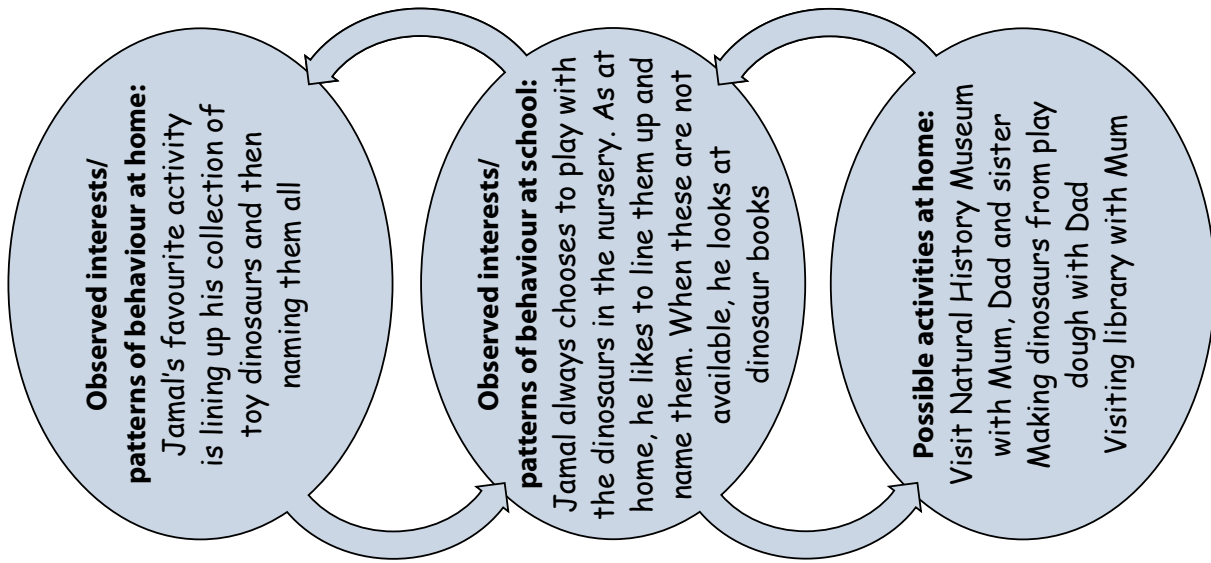 Observed interests/
patterns of behaviour at home:
Jamal's favourite activity
is lining up his collection of
toy dinosaurs and then
naming them all
Observed interests/
patterns of behaviour at school:
Jamal always chooses to play with
the dinosaurs in the nursery. As at
home, he likes to line them up and
name them. When these are not
available, he looks at
dinosaur books
Possible activities at home:
Visit Natural History Museum
with Mum, Dad and sister
Making dinosaurs from play
dough with Dad
Visiting library with Mum